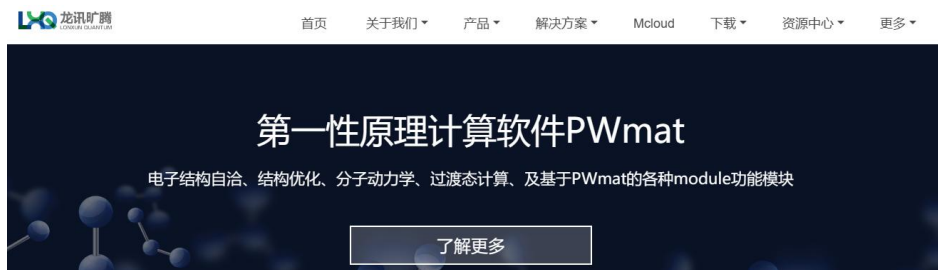 LXQ 龙讯旷腾
LONXUN QUANTUM
首页 关于我们 产品 解决方案 Mcloud 下载 资源中心 更多
第一性原理计算软件PWmat
电子结构自洽、结构优化、分子动力学、过渡态计算、及基于PWmat的各种module功能模块
了解更多